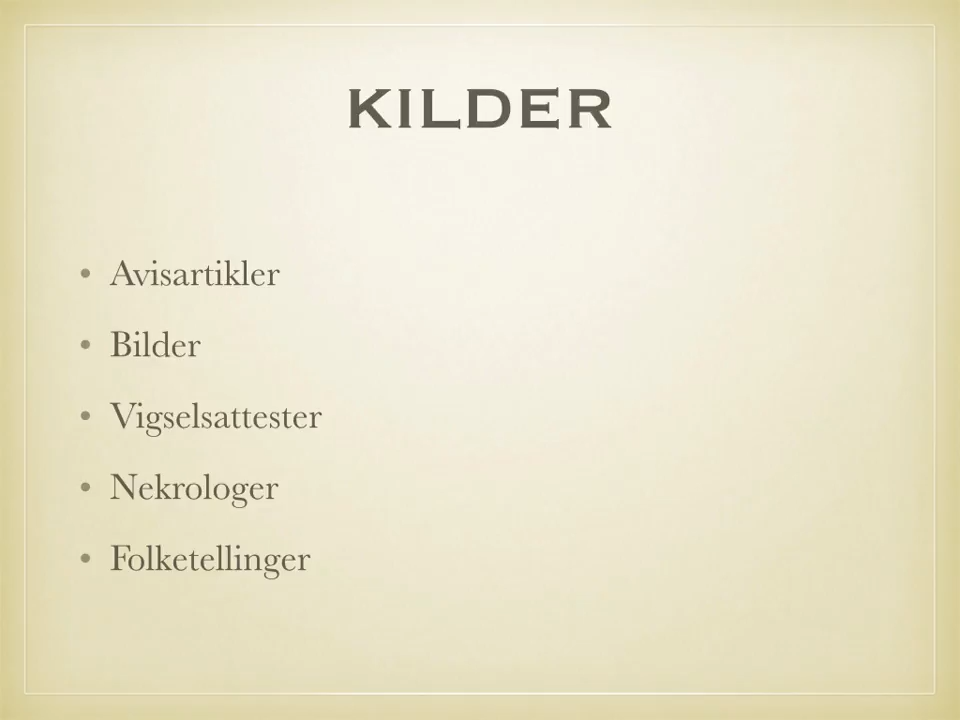 KILDER
• Avisartikler
• Bilder
• Vigselsattester
• Nekrologer
• Folketellinger